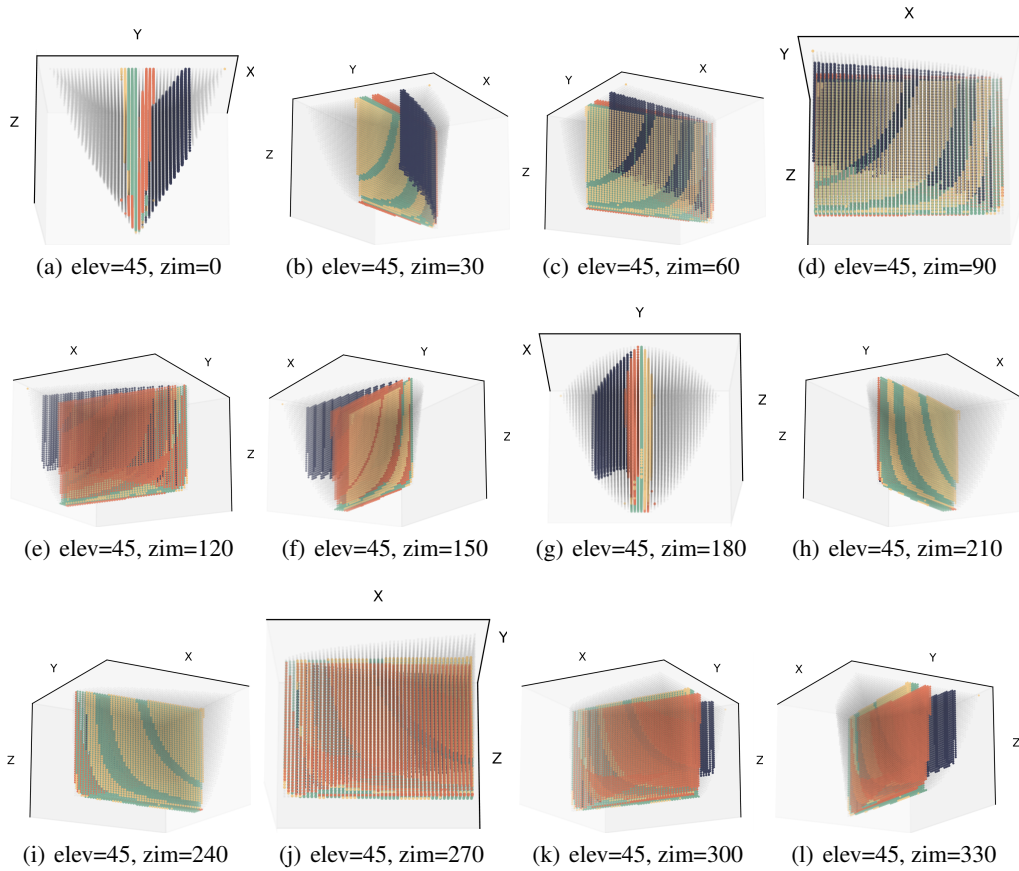 Y
X
Z
Y
X
Z
Y
X
Z
X
Y
Z
(a) elev=45, zim=0
(b) elev=45, zim=30
(c) elev=45, zim=60
(d) elev=45, zim=90
X
Y
Z
X
Y
Z
Y
X
Z
Y
X
Z
(e) elev=45, zim=120
(f) elev=45, zim=150
(g) elev=45, zim=180
(h) elev=45, zim=210
Y
X
Z
X
Y
Z
X
Y
Z
X
Y
Z
(i) elev=45, zim=240
(j) elev=45, zim=270
(k) elev=45, zim=300
(l) elev=45, zim=330